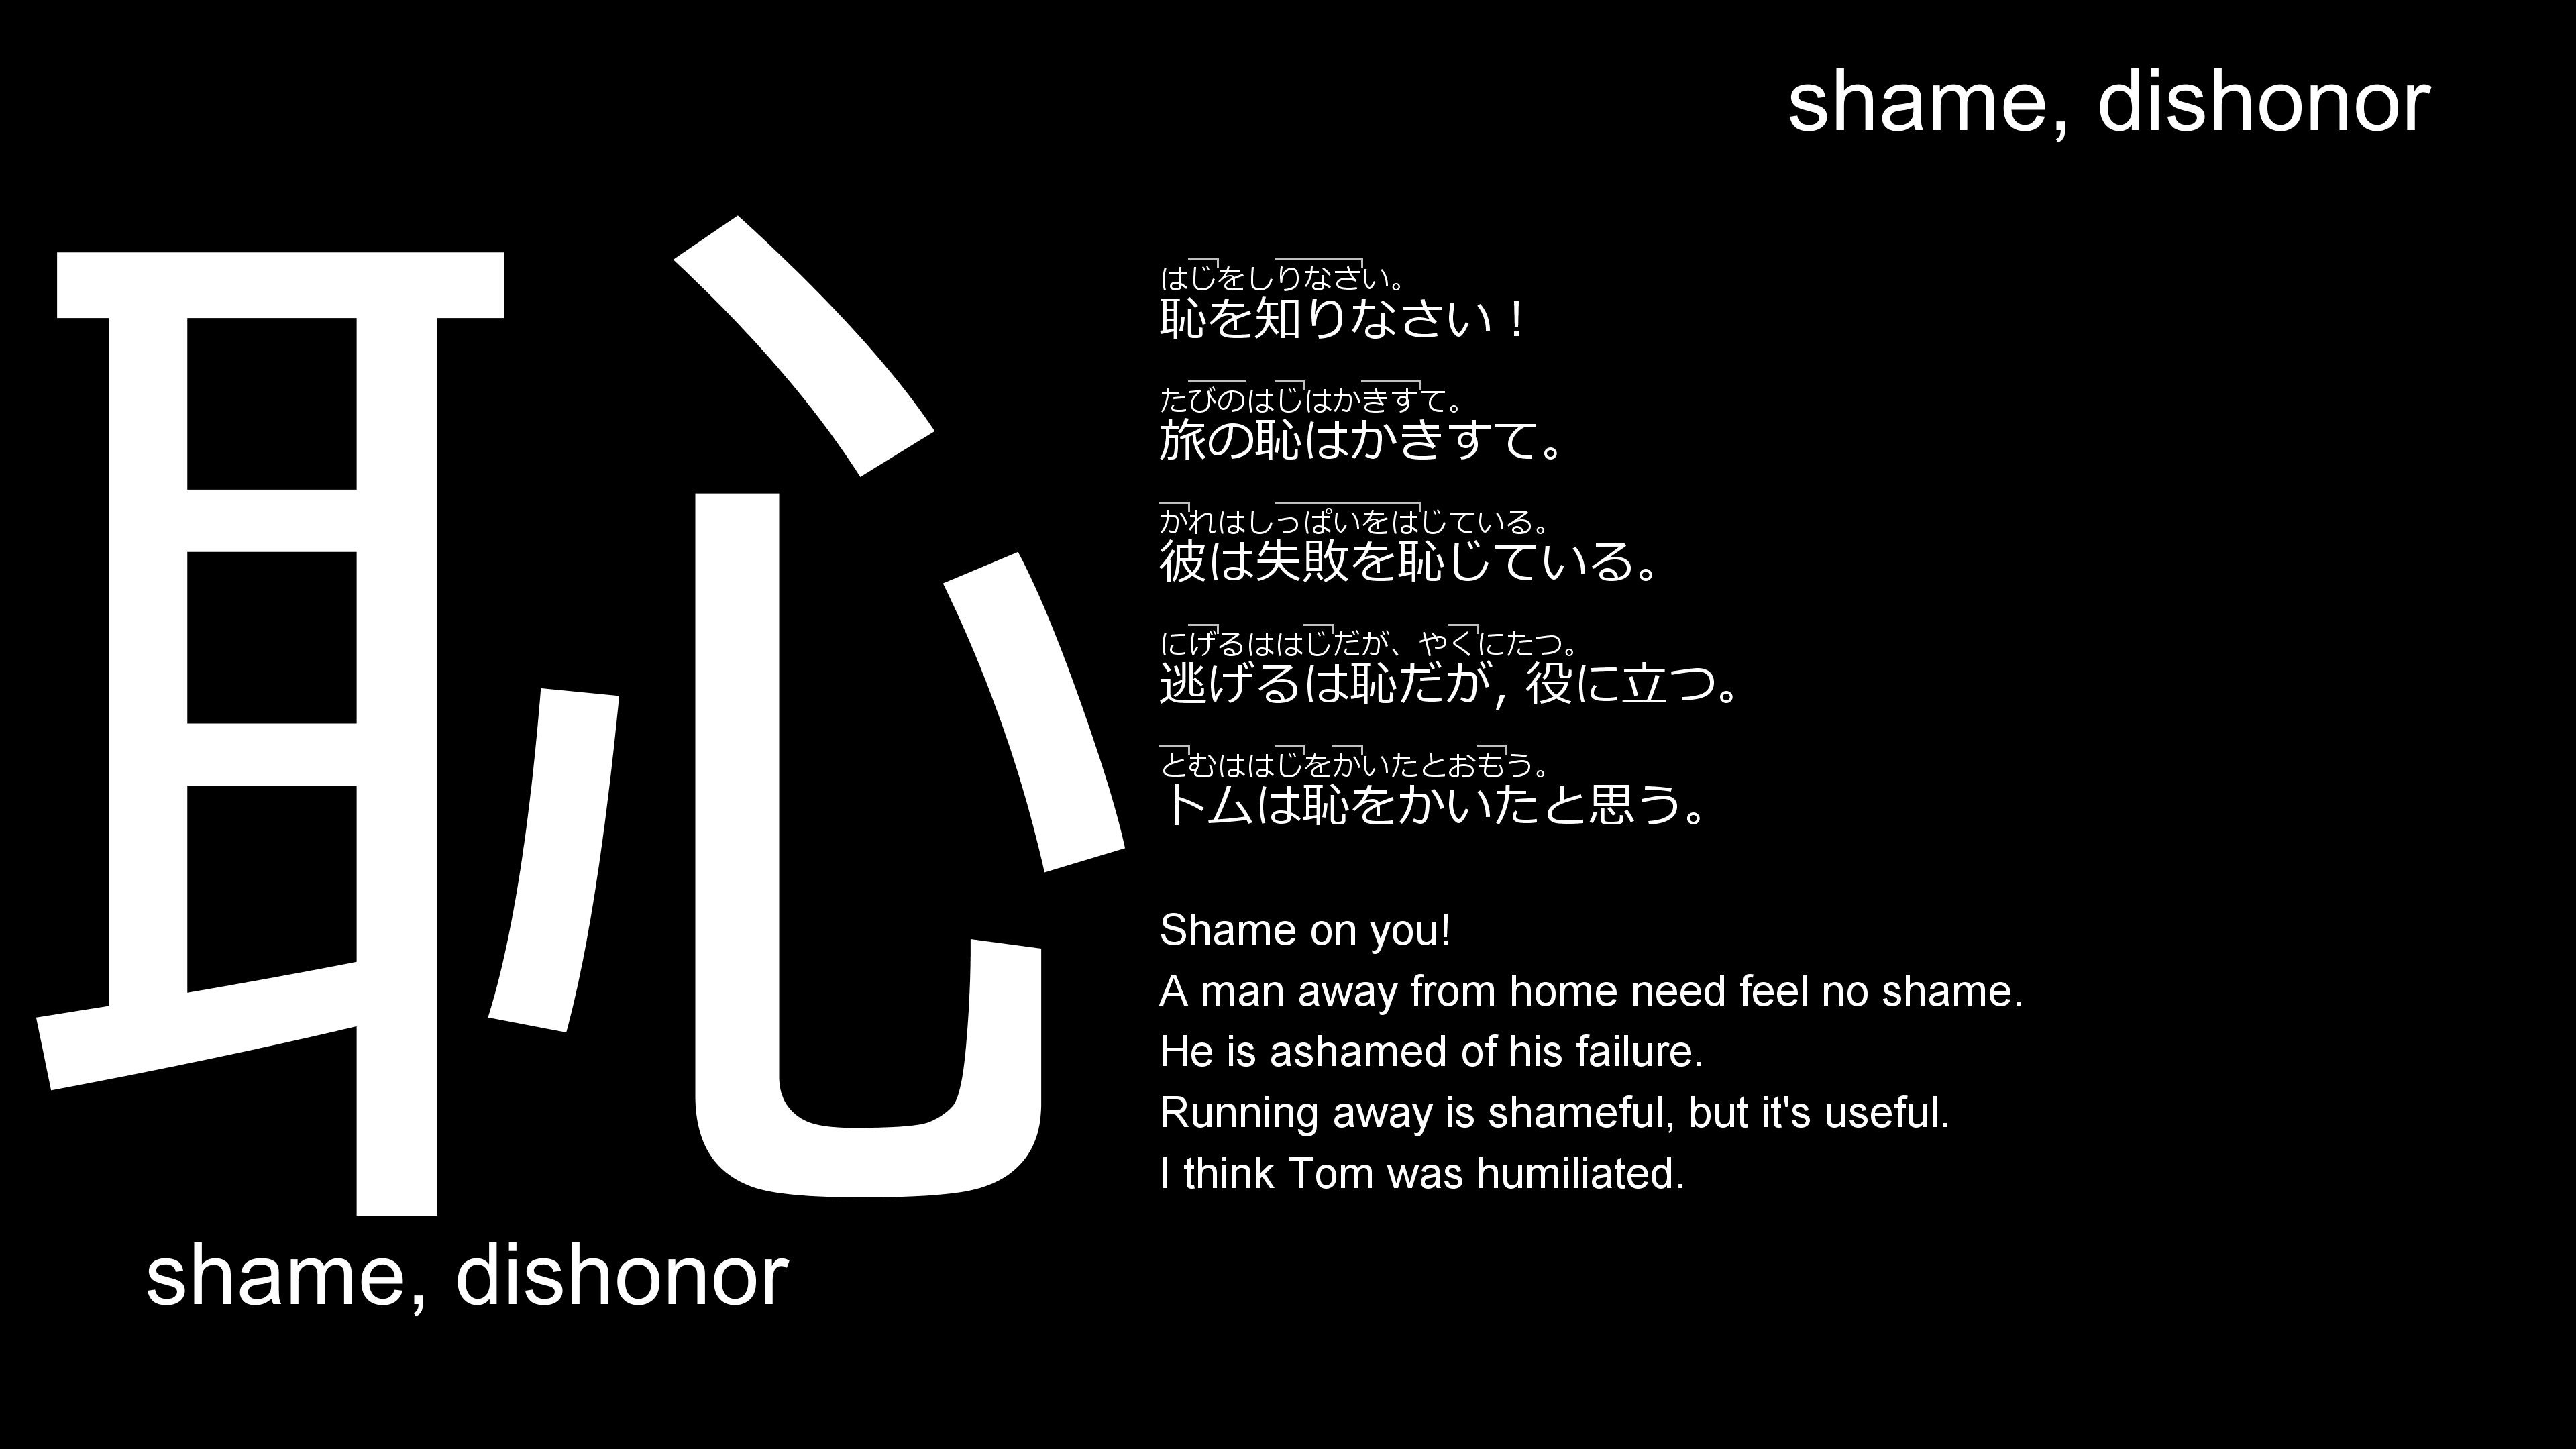 shame, dishonor
恥
はじをしりなさい。
恥を知りなさい！
たびのはじはかきすて。
旅の恥はかきすて。
かれはしっぱいをはじている。
彼は失敗を恥じている。
にげるははじだが、やくにたつ。
逃げるは恥だが, 役に立つ。
とむははじをかいたとおもう。
トムは恥をかいたと思う。
Shame on you!
A man away from home need feel no shame.
He is ashamed of his failure.
Running away is shameful, but it's useful.
I think Tom was humiliated.
shame, dishonor